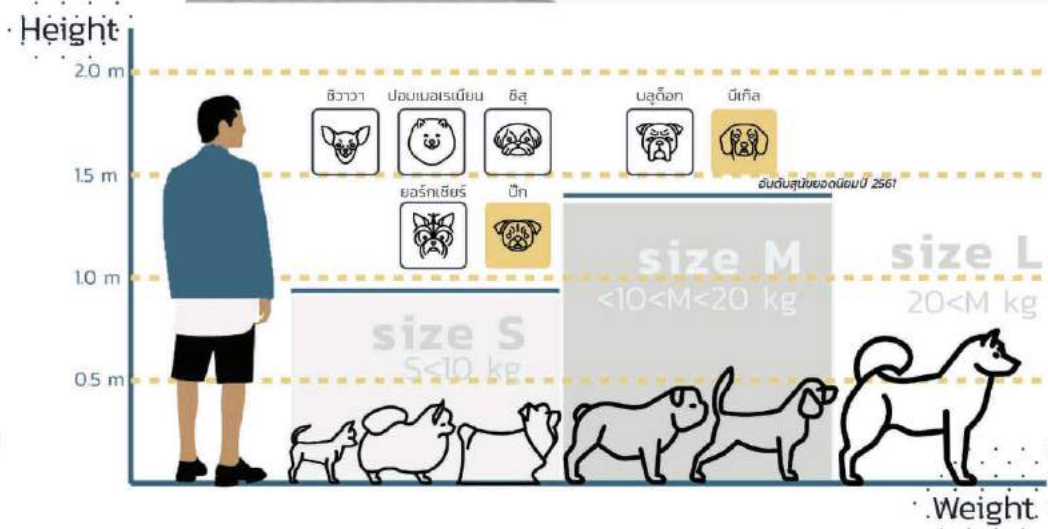 Height
2.0 m
ชิวาวา ปอมเมอเรเนียน ชิสุ บลูด็อก บีเกิล
1.5 m
ยอร์กเชียร์ ปั๊ก
อันดับสุนัขยอดนิยมปี 2561
size M
size L
1.0 m
<10<M<20 kg
20<M kg
size S
S<10 kg
0.5 m
Weight